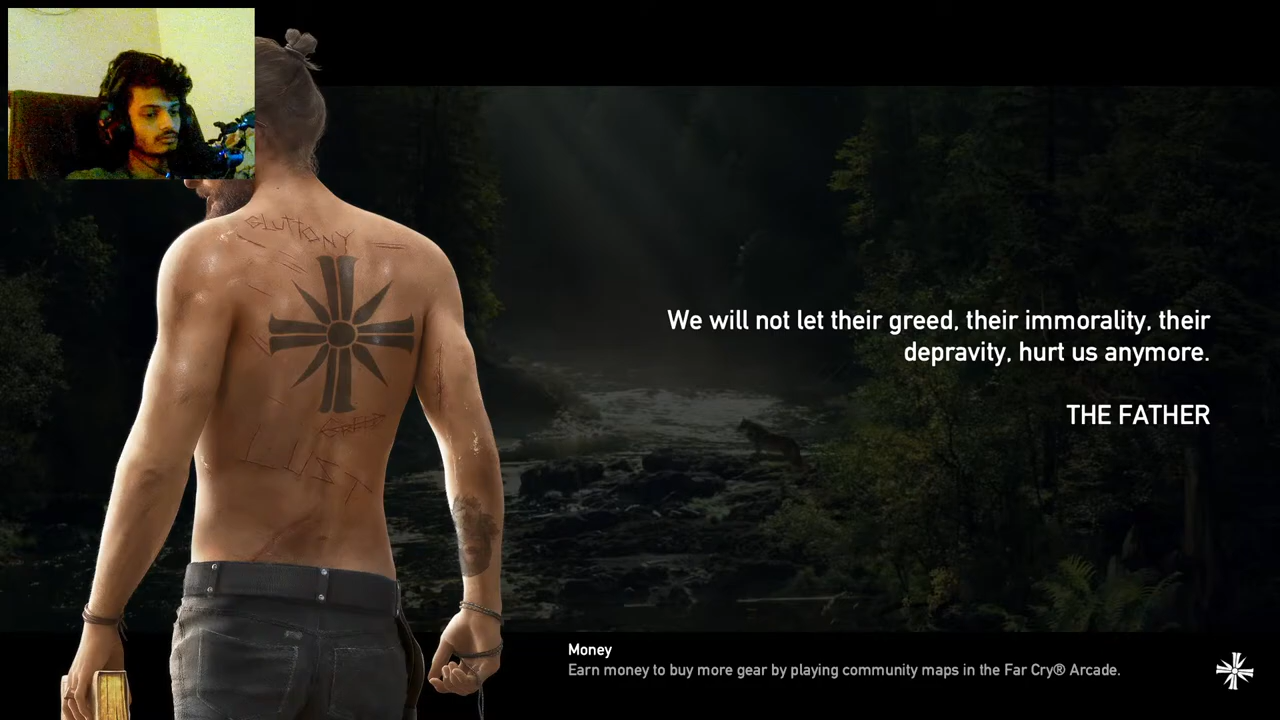 GLUTTONY
GREED
LUST
We will not let their greed, their immorality, their
depravity, hurt us anymore.
THE FATHER
Money
Earn money to buy more gear by playing community maps in the Far Cry® Arcade.